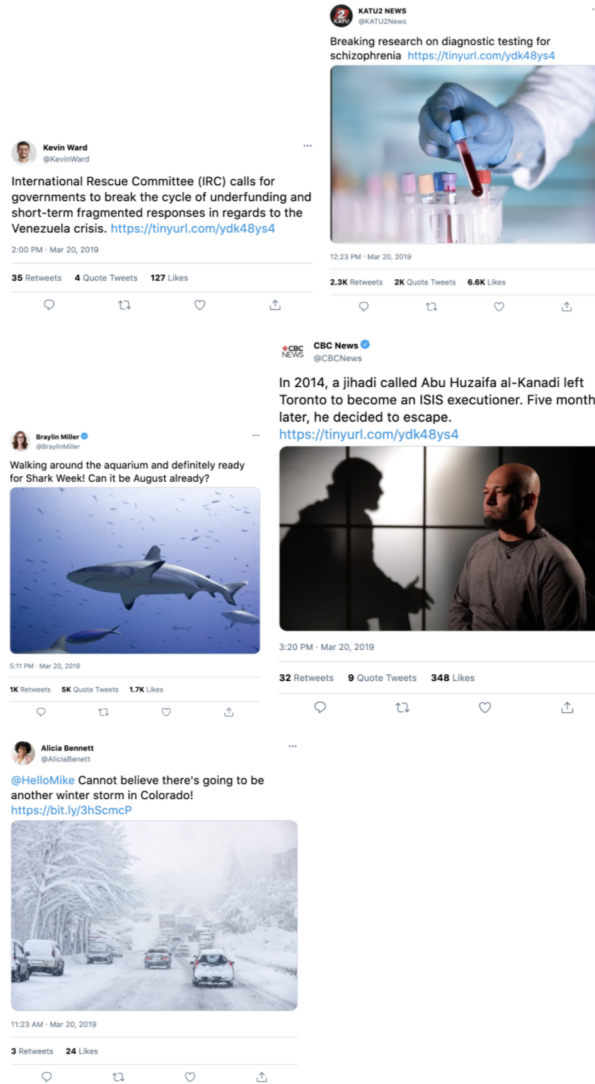 KATU2 NEWS
@KATU2News
Breaking research on diagnostic testing for
schizophrenia https://tinyurl.com/ydk48ys4
12:23 PM · Mar 20, 2019
2.3K Retweets 2K Quote Tweets 6.6K Likes
Kevin Ward
@KevinWard
International Rescue Committee (IRC) calls for
governments to break the cycle of underfunding and
short-term fragmented responses in regards to the
Venezuela crisis. https://tinyurl.com/ydk48ys4
2:00 PM · Mar 20, 2019
35 Retweets 4 Quote Tweets 127 Likes
CBC NEWS
CBC News
@CBCNews
In 2014, a jihadi called Abu Huzaifa al-Kanadi left
Toronto to become an ISIS executioner. Five month
later, he decided to escape.
https://tinyurl.com/ydk48ys4
3:20 PM · Mar 20, 2019
32 Retweets 9 Quote Tweets 348 Likes
Braylin Miller
@BraylinMiller
Walking around the aquarium and definitely ready
for Shark Week! Can it be August already?
5:11 PM · Mar 20, 2019
1K Retweets 5K Quote Tweets 1.7K Likes
Alicia Bennett
@AliciaBenett
@HelloMike Cannot believe there's going to be
another winter storm in Colorado!
https://bit.ly/3hScmcP
11:23 AM · Mar 20, 2019
3 Retweets 24 Likes